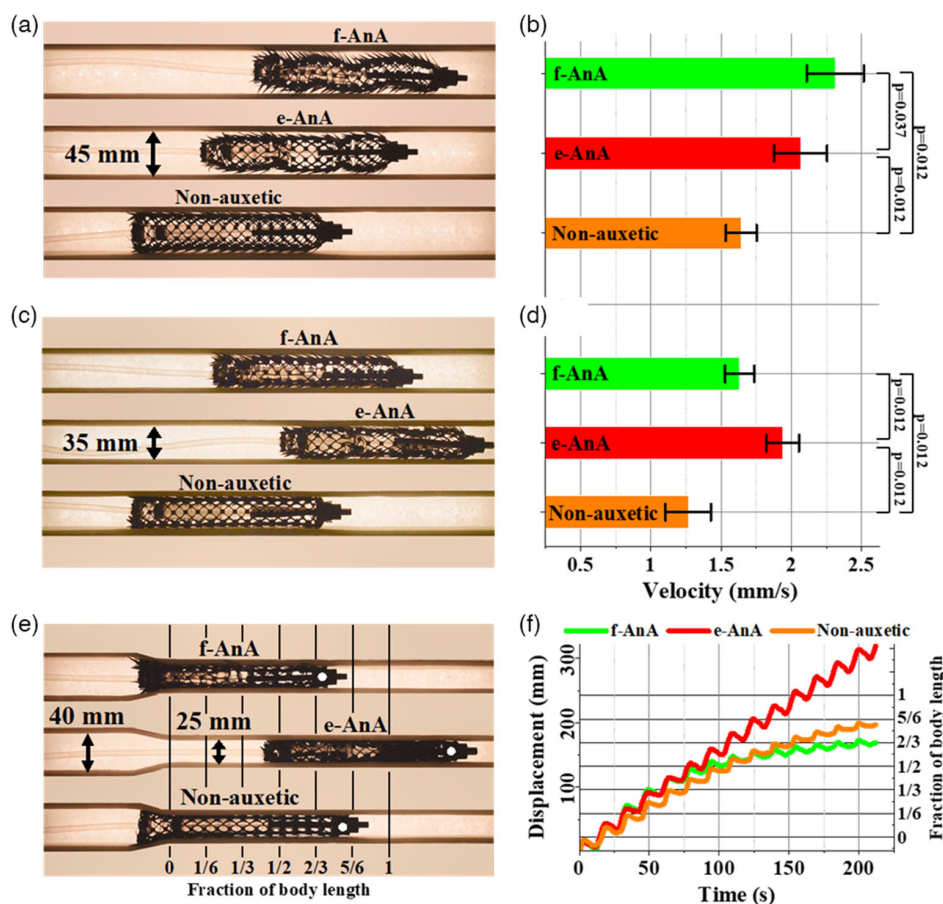 (a)
f-AnA
e-AnA
45 mm
Non-auxetic
(b)
f-AnA
e-AnA
Non-auxetic
p=0.037
p=0.012
p=0.012
(c)
f-AnA
e-AnA
35 mm
Non-auxetic
(d)
f-AnA
e-AnA
Non-auxetic
p=0.012
p=0.012
p=0.012
0.5 1 1.5 2 2.5
Velocity (mm/s)
(e)
f-AnA
40 mm
25 mm
e-AnA
Non-auxetic
0 1/6 1/3 1/2 2/3 5/6 1
Fraction of body length
(f)
f-AnA e-AnA Non-auxetic
Displacement (mm)
300
200
100
1
5/6
2/3
1/2
1/3
1/6
0
Fraction of body length
0 50 100 150 200
Time (s)